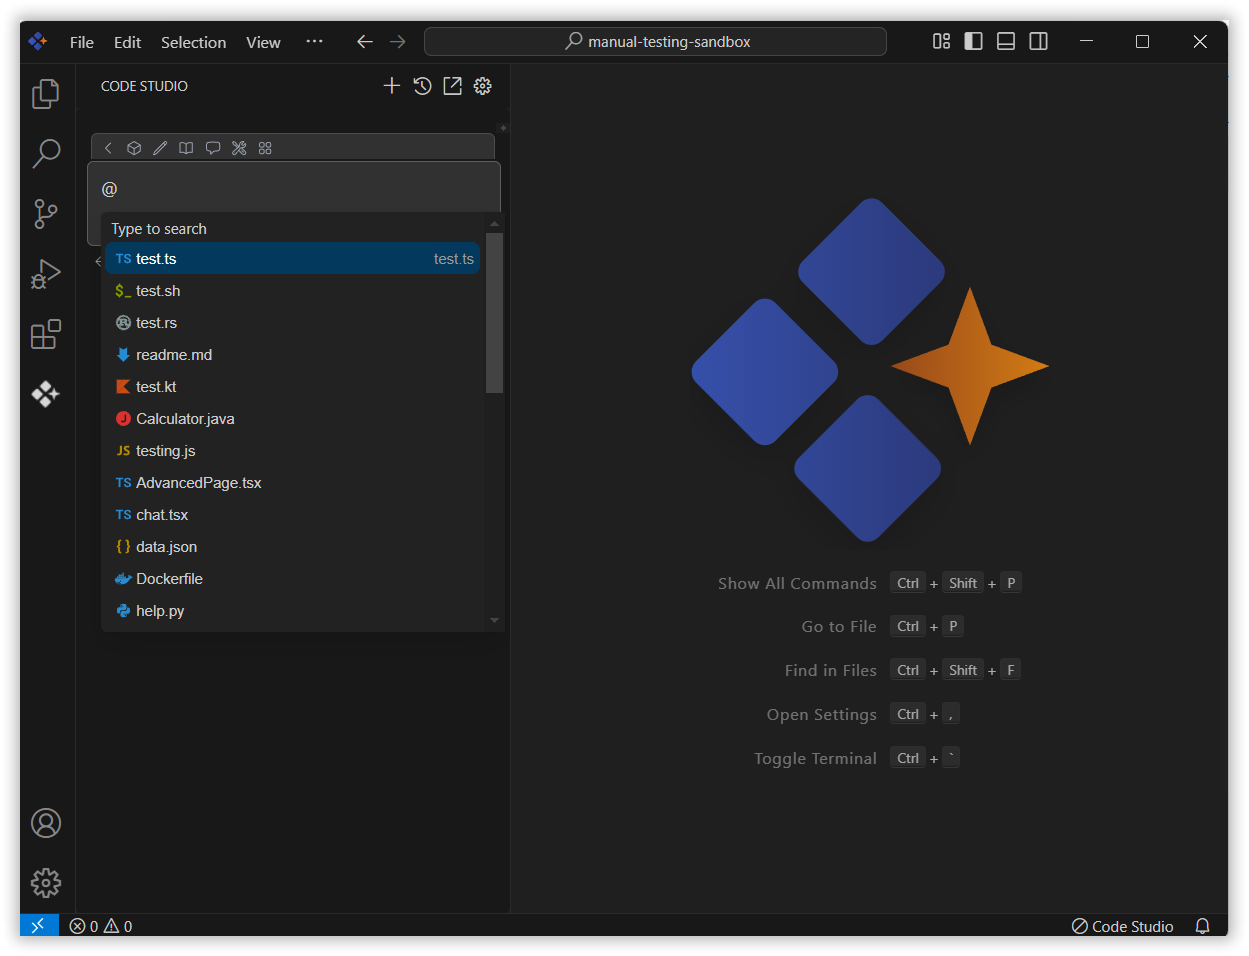 File Edit Selection View ··· manual-testing-sandbox
CODE STUDIO
@
Type to search
TS test.ts test.ts
$_ test.sh
test.rs
readme.md
test.kt
J Calculator.java
JS testing.js
TS AdvancedPage.tsx
TS chat.tsx
{} data.json
Dockerfile
help.py
Show All Commands Ctrl + Shift + P
Go to File Ctrl + P
Find in Files Ctrl + Shift + F
Open Settings Ctrl + ,
Toggle Terminal Ctrl + `
0 0 Code Studio